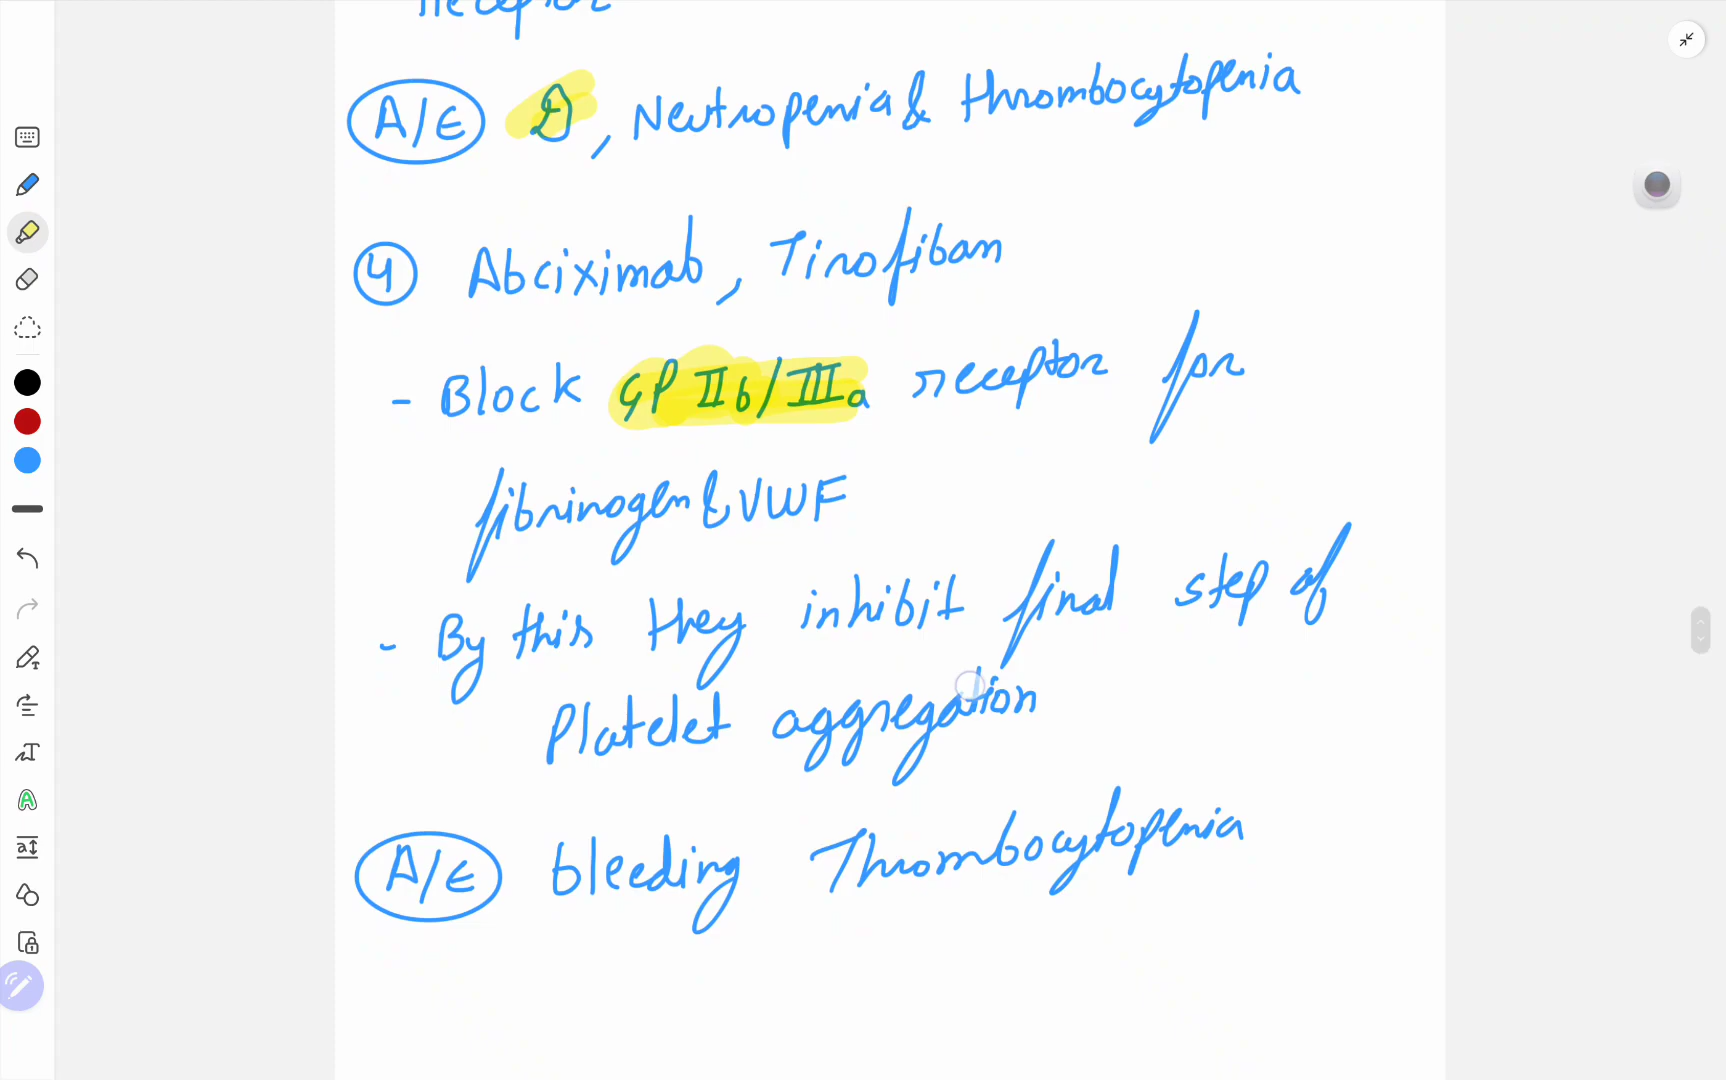 Receptor
A/E D, Neutropenia & thrombocytopenia
4 Abciximab, Tirofiban
- Block GP IIb/IIIa receptor for
fibrinogen & VWF
- By this they inhibit final step of
Platelet aggregation
A/E bleeding Thrombocytopenia